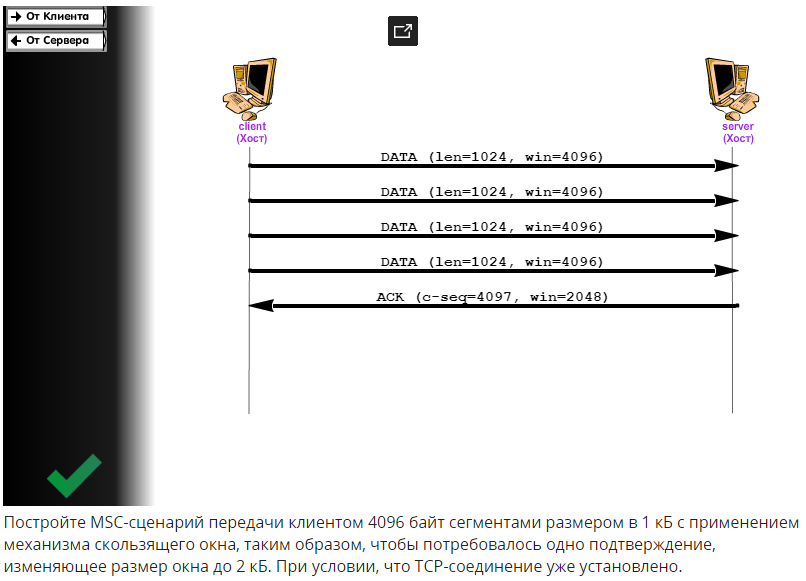 От Клиента
От Сервера
client
(Хост)
server
(Хост)
DATA (len=1024, win=4096)
DATA (len=1024, win=4096)
DATA (len=1024, win=4096)
DATA (len=1024, win=4096)
ACK (c-seq=4097, win=2048)
Постройте MSC-сценарий передачи клиентом 4096 байт сегментами размером в 1 кБ с применением
механизма скользящего окна, таким образом, чтобы потребовалось одно подтверждение,
изменяющее размер окна до 2 кБ. При условии, что TCP-соединение уже установлено.